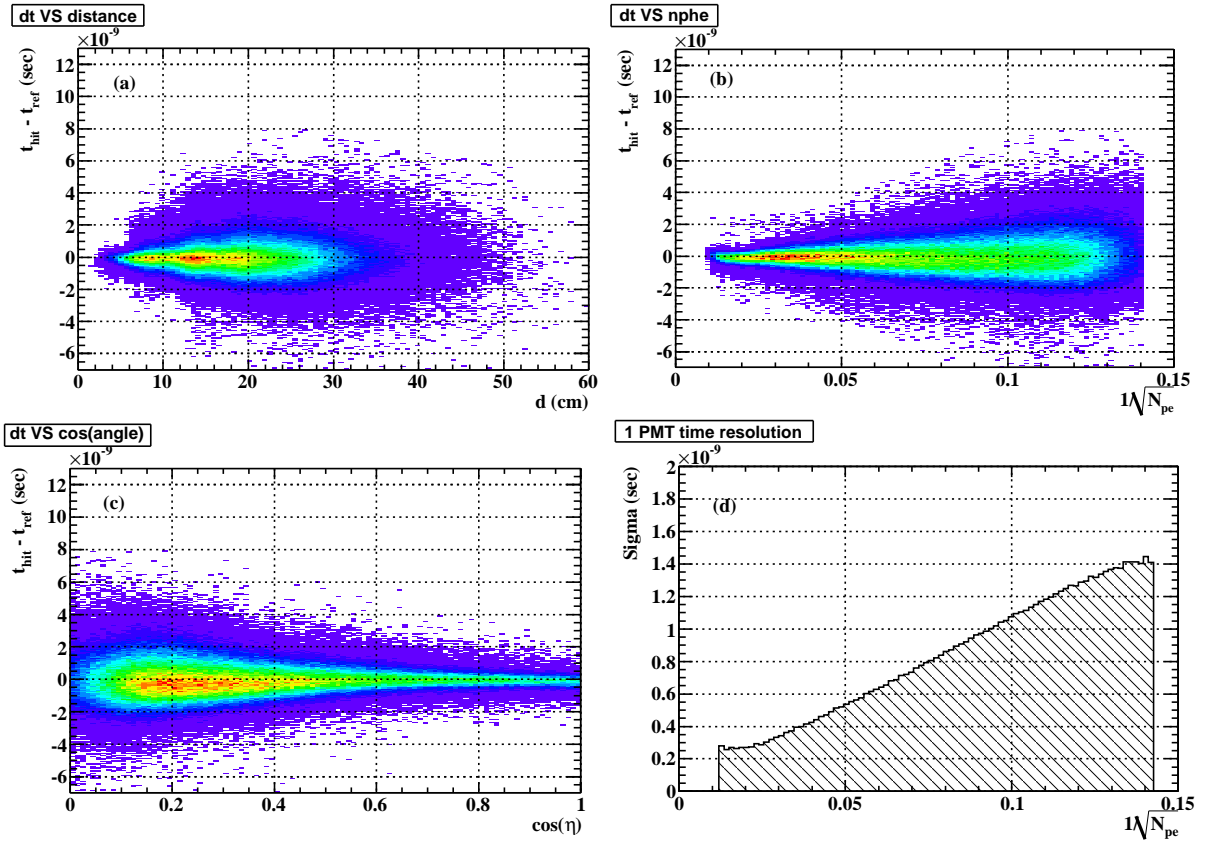 dt VS distance
×10⁻⁹
t_hit - t_ref (sec)
(a)
12
10
8
6
4
2
0
-2
-4
-6
0 10 20 30 40 50 60
d (cm)
dt VS nphe
×10⁻⁹
t_hit - t_ref (sec)
(b)
12
10
8
6
4
2
0
-2
-4
-6
0 0.05 0.1 0.15
1/√N_pe
dt VS cos(angle)
×10⁻⁹
t_hit - t_ref (sec)
(c)
12
10
8
6
4
2
0
-2
-4
-6
0 0.2 0.4 0.6 0.8 1
cos(η)
1 PMT time resolution
×10⁻⁹
Sigma (sec)
(d)
2
1.8
1.6
1.4
1.2
1
0.8
0.6
0.4
0.2
0
0 0.05 0.1 0.15
1/√N_pe